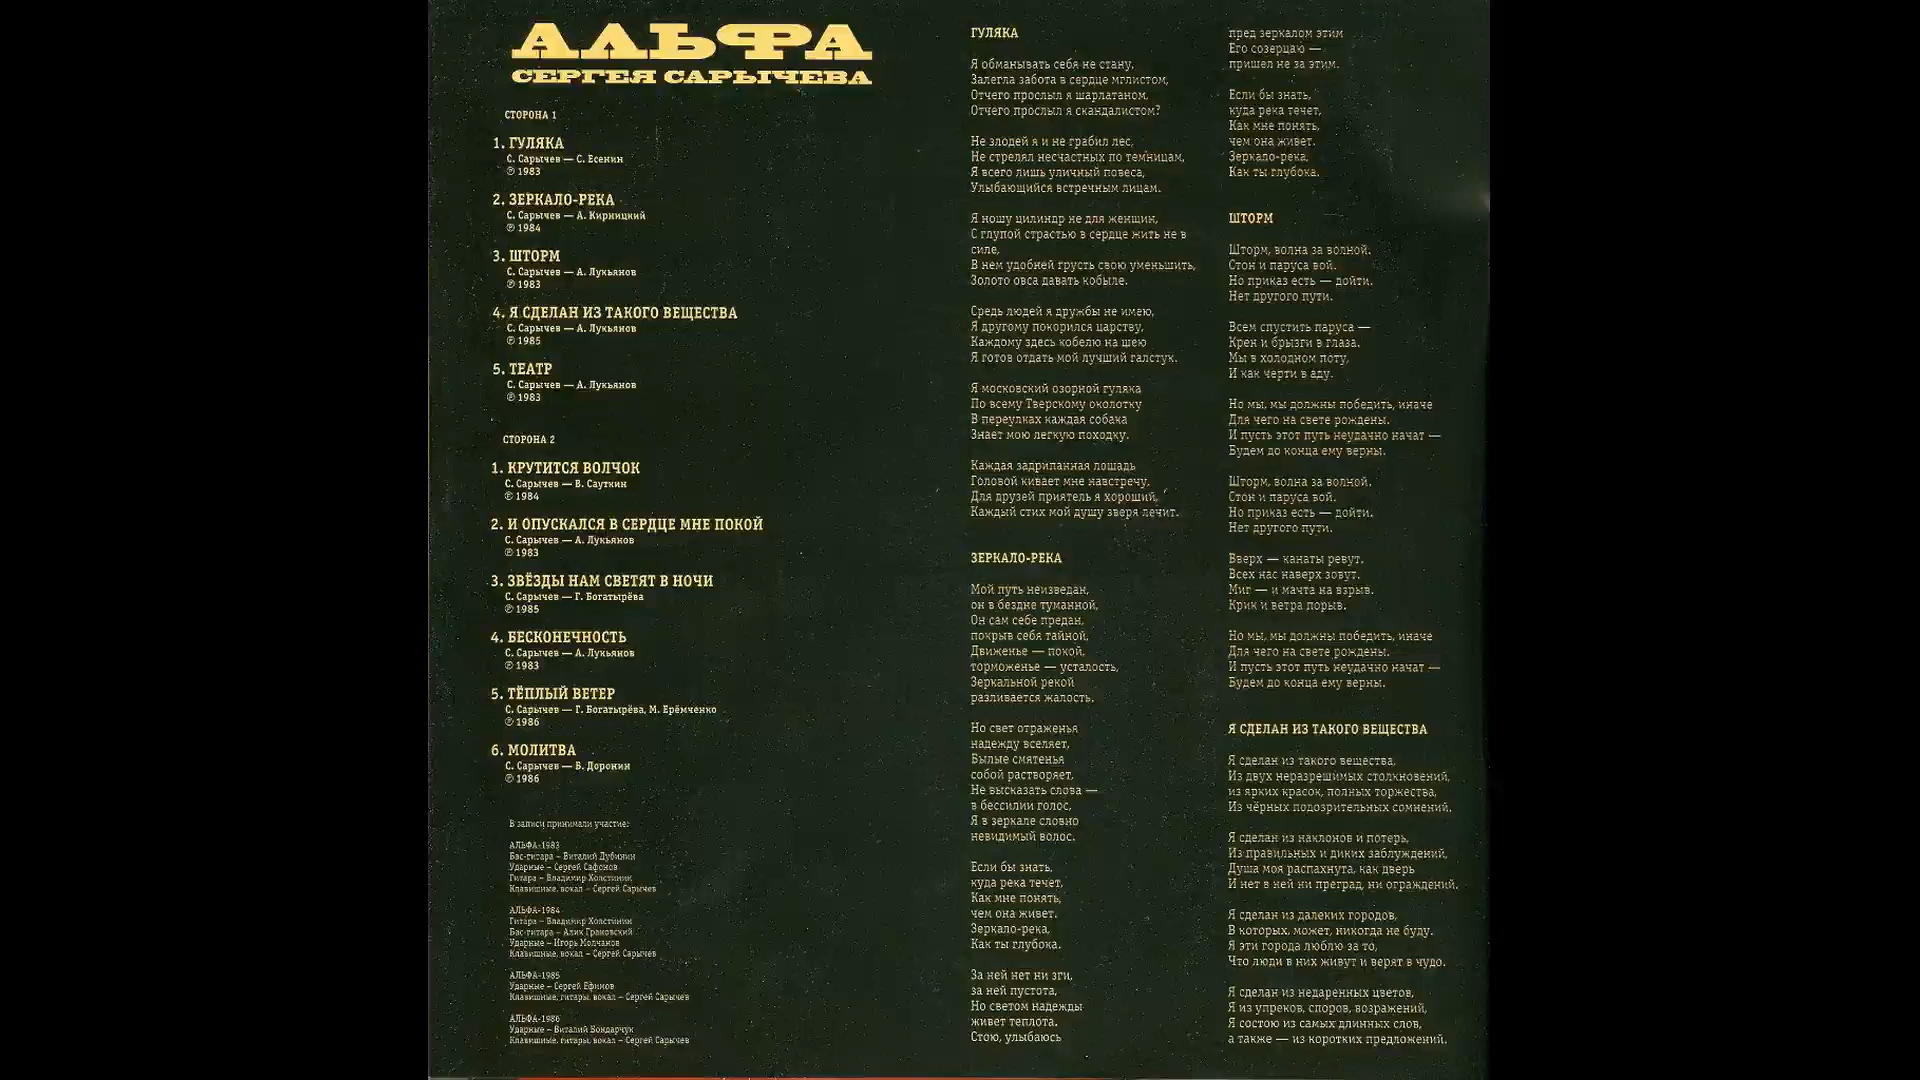 АЛЬФА
СЕРГЕЯ САРЫЧЕВА
СТОРОНА 1
1. ГУЛЯКА
С. Сарычев — С. Есенин
℗ 1983
2. ЗЕРКАЛО-РЕКА
С. Сарычев — А. Кирницкий
℗ 1984
3. ШТОРМ
С. Сарычев — А. Лукьянов
℗ 1983
4. Я СДЕЛАН ИЗ ТАКОГО ВЕЩЕСТВА
С. Сарычев — А. Лукьянов
℗ 1985
5. ТЕАТР
С. Сарычев — А. Лукьянов
℗ 1983
СТОРОНА 2
1. КРУТИТСЯ ВОЛЧОК
С. Сарычев — В. Сауткин
℗ 1984
2. И ОПУСКАЛСЯ В СЕРДЦЕ МНЕ ПОКОЙ
С. Сарычев — А. Лукьянов
℗ 1983
3. ЗВЁЗДЫ НАМ СВЕТЯТ В НОЧИ
С. Сарычев — Г. Богатырёва
℗ 1985
4. БЕСКОНЕЧНОСТЬ
С. Сарычев — А. Лукьянов
℗ 1983
5. ТЁПЛЫЙ ВЕТЕР
С. Сарычев — Г. Богатырёва, М. Ерёмченко
℗ 1986
6. МОЛИТВА
С. Сарычев — В. Доронин
℗ 1986
В записи принимали участие:
АЛЬФА-1983
Бас-гитара – Виталий Дубинин
Ударные – Сергей Сафонов
Гитара – Владимир Холстинин
Клавишные, вокал – Сергей Сарычев
АЛЬФА-1984
Гитара – Владимир Холстинин
Бас-гитара – Алик Грановский
Ударные – Игорь Молчанов
Клавишные, вокал – Сергей Сарычев
АЛЬФА-1985
Ударные – Сергей Ефимов
Клавишные, гитары, вокал – Сергей Сарычев
АЛЬФА-1986
Ударные – Виталий Бондарчук
Клавишные, гитары, вокал – Сергей Сарычев
ГУЛЯКА
Я обманывать себя не стану,
Залегла забота в сердце мглистом,
Отчего прослыл я шарлатаном,
Отчего прослыл я скандалистом?
Не злодей я и не грабил лес,
Не стрелял несчастных по темницам,
Я всего лишь уличный повеса,
Улыбающийся встречным лицам.
Я ношу цилиндр не для женщин,
С глупой страстью в сердце жить не в
силе,
В нем удобней грусть свою уменьшить,
Золото овса давать кобыле.
Средь людей я дружбы не имею,
Я другому покорился царству,
Каждому здесь кобелю на шею
Я готов отдать мой лучший галстук.
Я московский озорной гуляка
По всему Тверскому околотку
В переулках каждая собака
Знает мою легкую походку.
Каждая задрипанная лошадь
Головой кивает мне навстречу.
Для друзей приятель я хороший,
Каждый стих мой душу зверя лечит.
ЗЕРКАЛО-РЕКА
Мой путь неизведан,
он в бездне туманной,
Он сам себе предан,
покрыв себя тайной,
Движенье — покой,
торможенье — усталость,
Зеркальной рекой
разливается жалость.
Но свет отраженья
надежду вселяет,
Былые смятенья
собой растворяет,
Не высказать слова —
в бессилии голос,
Я в зеркале словно
невидимый волос.
Если бы знать,
куда река течет,
Как мне понять,
чем она живет.
Зеркало-река,
Как ты глубока.
За ней нет ни зги,
за ней пустота,
Но светом надежды
живет теплота.
Стою, улыбаюсь
пред зеркалом этим
Его созерцаю —
пришел не за этим.
Если бы знать,
куда река течет,
Как мне понять,
чем она живет.
Зеркало-река,
Как ты глубока.
ШТОРМ
Шторм, волна за волной.
Стон и паруса вой.
Но приказ есть — дойти.
Нет другого пути.
Всем спустить паруса —
Крен и брызги в глаза.
Мы в холодном поту,
И как черти в аду.
Но мы, мы должны победить, иначе
Для чего на свете рождены.
И пусть этот путь неудачно начат —
Будем до конца ему верны.
Шторм, волна за волной.
Стон и паруса вой.
Но приказ есть — дойти.
Нет другого пути.
Вверх — канаты ревут.
Всех нас наверх зовут.
Миг — и мачта на взрыв.
Крик и ветра порыв.
Но мы, мы должны победить, иначе
Для чего на свете рождены.
И пусть этот путь неудачно начат —
Будем до конца ему верны.
Я СДЕЛАН ИЗ ТАКОГО ВЕЩЕСТВА
Я сделан из такого вещества,
Из двух неразрешимых столкновений,
из ярких красок, полных торжества,
Из чёрных подозрительных сомнений.
Я сделан из наклонов и потерь,
Из правильных и диких заблуждений,
Душа моя распахнута, как дверь
И нет в ней ни преград, ни ограждений.
Я сделан из далеких городов,
В которых, может, никогда не буду.
Я эти города люблю за то,
Что люди в них живут и верят в чудо.
Я сделан из недаренных цветов,
Я из упреков, споров, возражений,
Я состою из самых длинных слов,
а также — из коротких предложений.